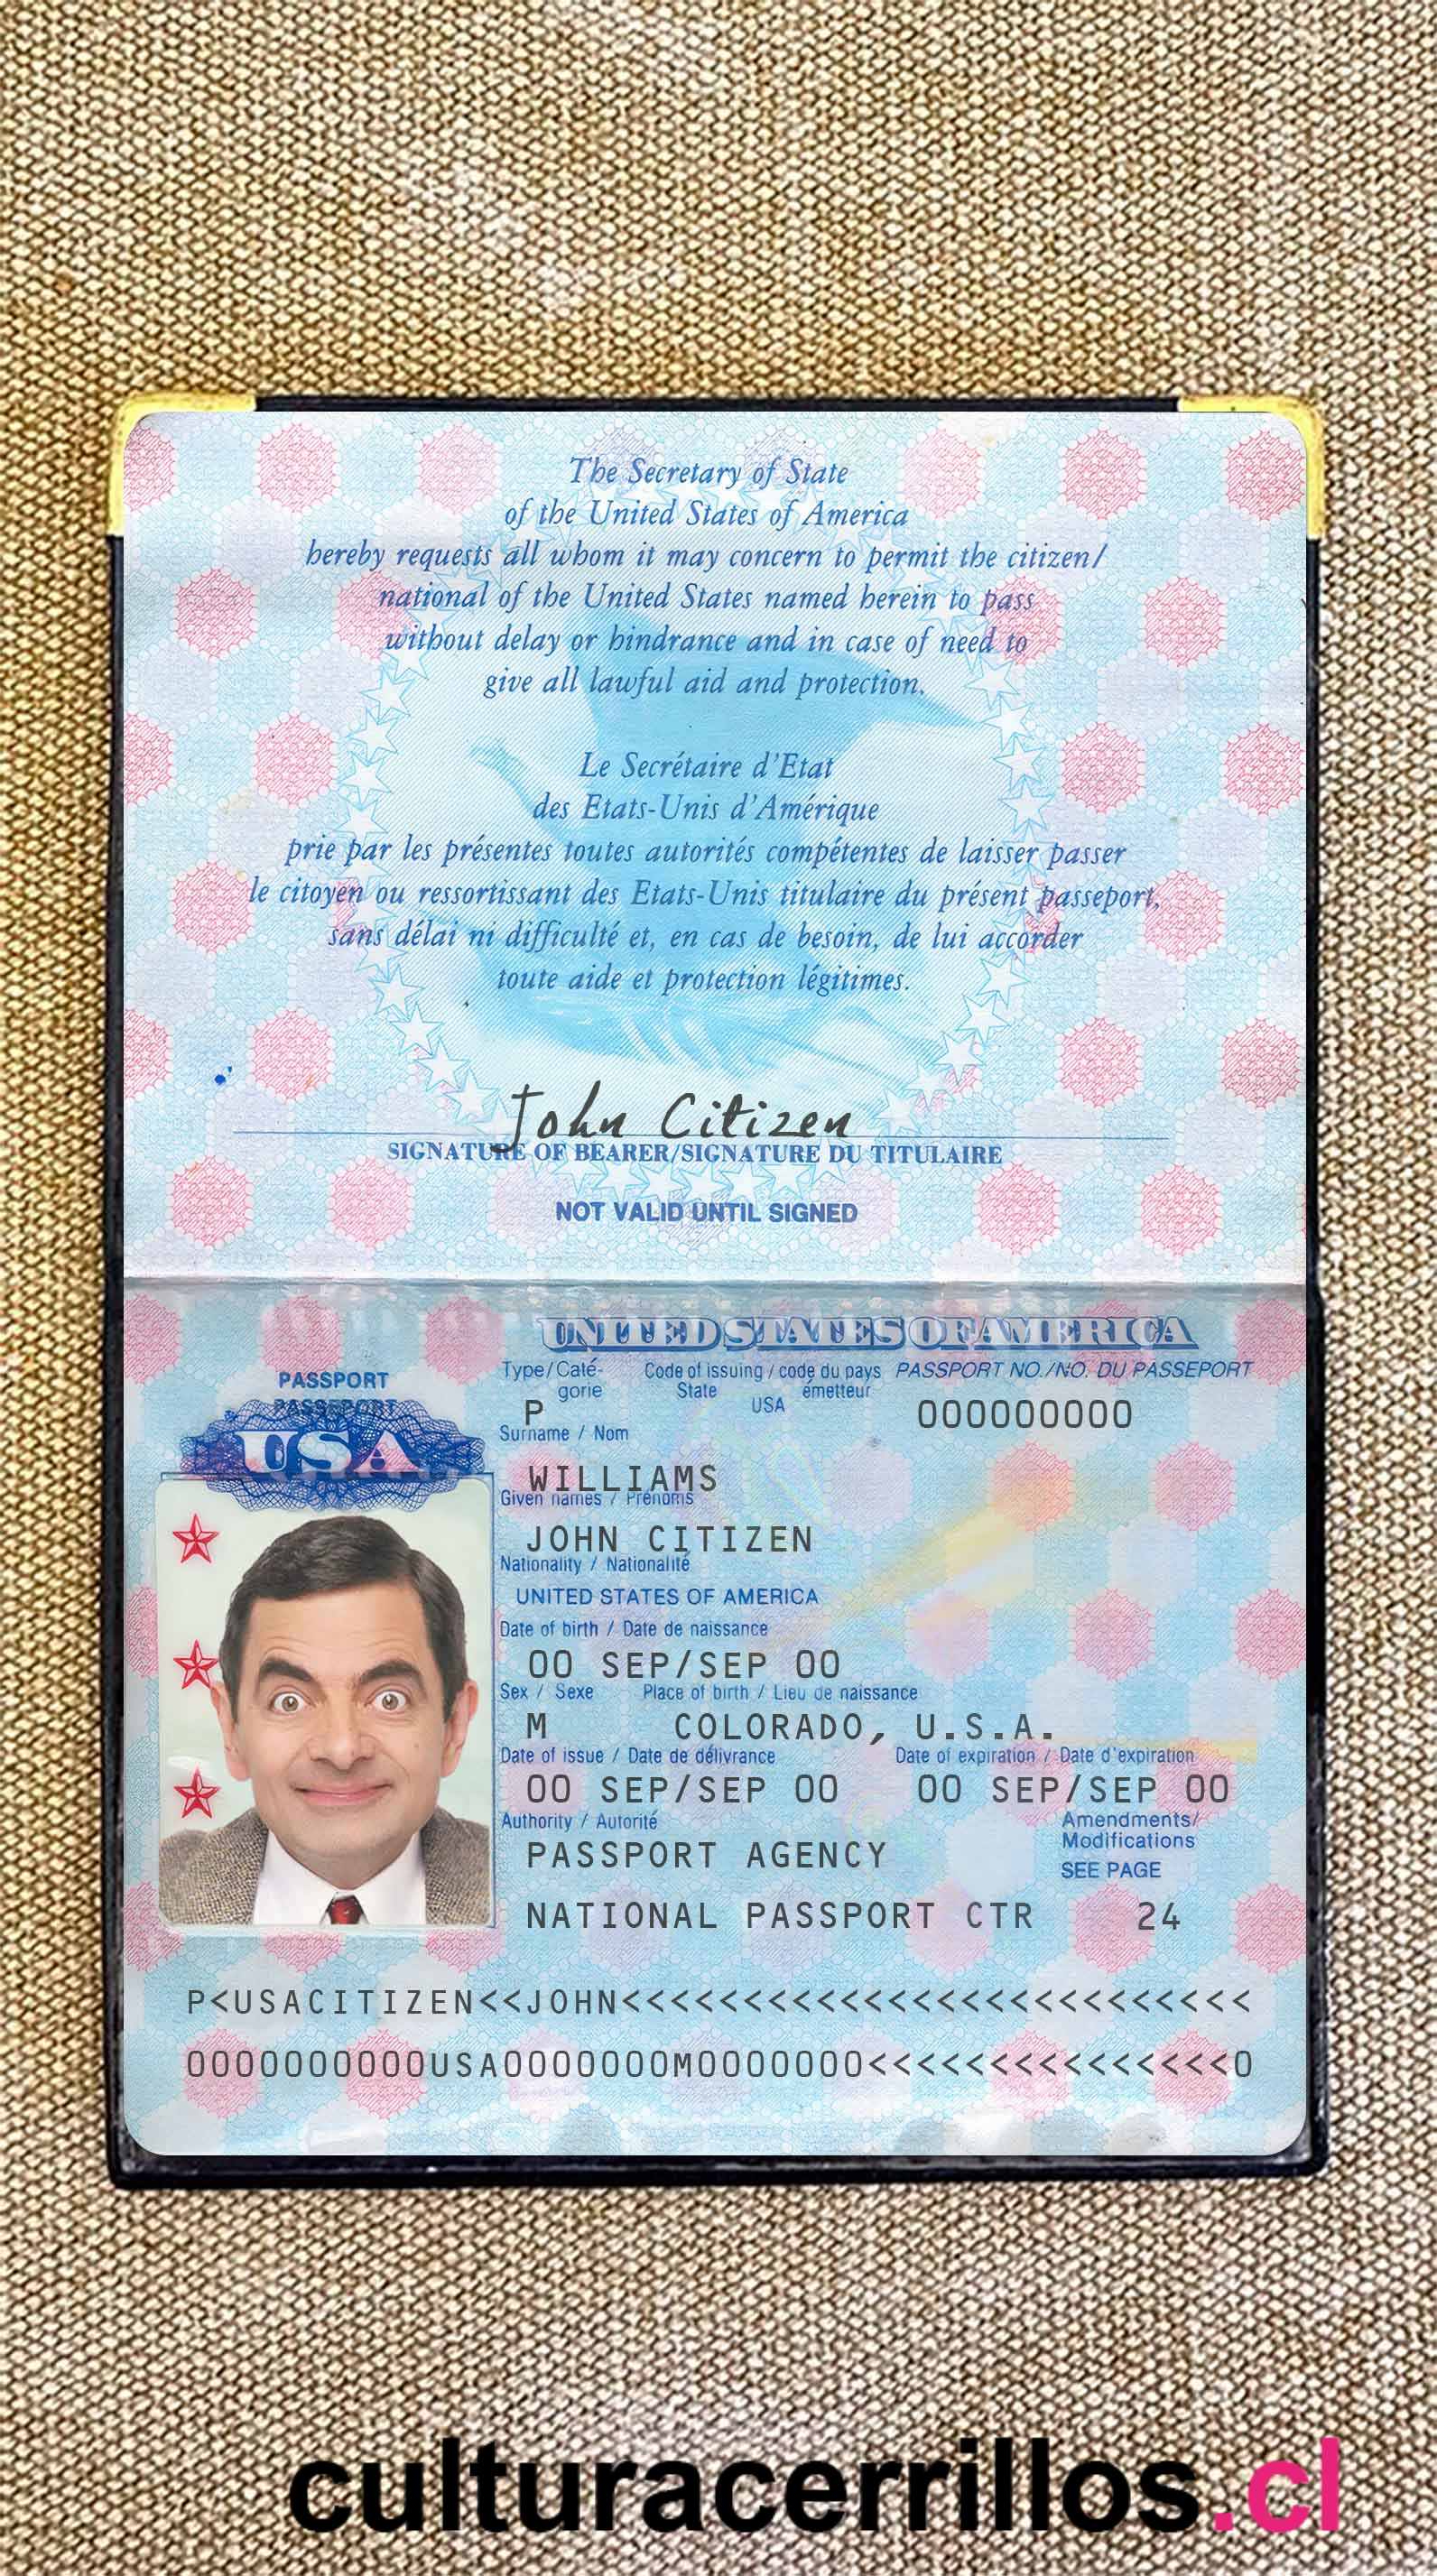 The Secretary of State
of the United States of America
hereby requests all whom it may concern to permit the citizen/
national of the United States named herein to pass
without delay or hindrance and in case of need to
give all lawful aid and protection.
Le Secrétaire d'Etat
des Etats-Unis d'Amérique
prie par les présentes toutes autorités compétentes de laisser passer
le citoyen ou ressortissant des Etats-Unis titulaire du présent passeport,
sans délai ni difficulté et, en cas de besoin, de lui accorder
toute aide et protection légitimes.
John Citizen
SIGNATURE OF BEARER/SIGNATURE DU TITULAIRE
NOT VALID UNTIL SIGNED
UNITED STATES OF AMERICA
PASSPORT
PASSEPORT
USA
Type/Caté- Code of issuing / code du pays PASSPORT NO./NO. DU PASSEPORT
gorie State émetteur
P USA 000000000
Surname / Nom
WILLIAMS
Given names / Prénoms
JOHN CITIZEN
Nationality / Nationalité
UNITED STATES OF AMERICA
Date of birth / Date de naissance
00 SEP/SEP 00
Sex / Sexe Place of birth / Lieu de naissance
M COLORADO, U.S.A.
Date of issue / Date de délivrance Date of expiration / Date d'expiration
00 SEP/SEP 00 00 SEP/SEP 00
Authority / Autorité Amendments/
Modifications
PASSPORT AGENCY SEE PAGE
NATIONAL PASSPORT CTR 24
P<USACITIZEN<<JOHN<<<<<<<<<<<<<<<<<<<<<<<<<<
0000000000USA0000000M0000000<<<<<<<<<<<<<<<0
culturacerrillos.cl